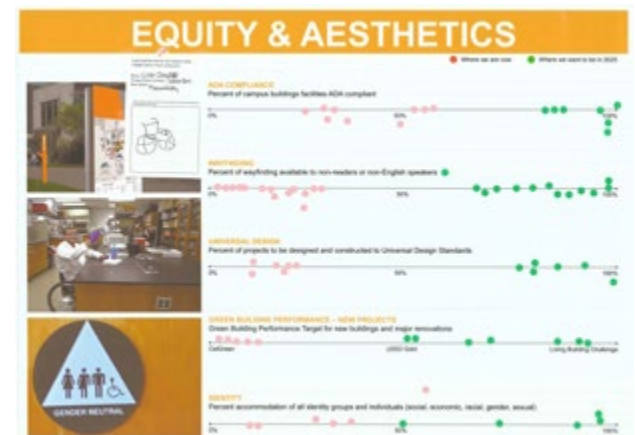 EQUITY & AESTHETICS
Where we are now
Where we want to be in 2025
ADA COMPLIANCE
Percent of campus buildings facilities ADA compliant
0%
50%
100%
WAYFINDING
Percent of wayfinding available to non-readers or non-English speakers
0%
50%
100%
UNIVERSAL DESIGN
Percent of projects to be designed and constructed to Universal Design Standards
0%
50%
100%
GREEN BUILDING PERFORMANCE – NEW PROJECTS
Green Building Performance Target for new buildings and major renovations
CalGreen
LEED Gold
Living Building Challenge
GENDER NEUTRAL
IDENTITY
Percent accommodation of all identity groups and individuals (social, economic, racial, gender, sexual)
0%
50%
100%